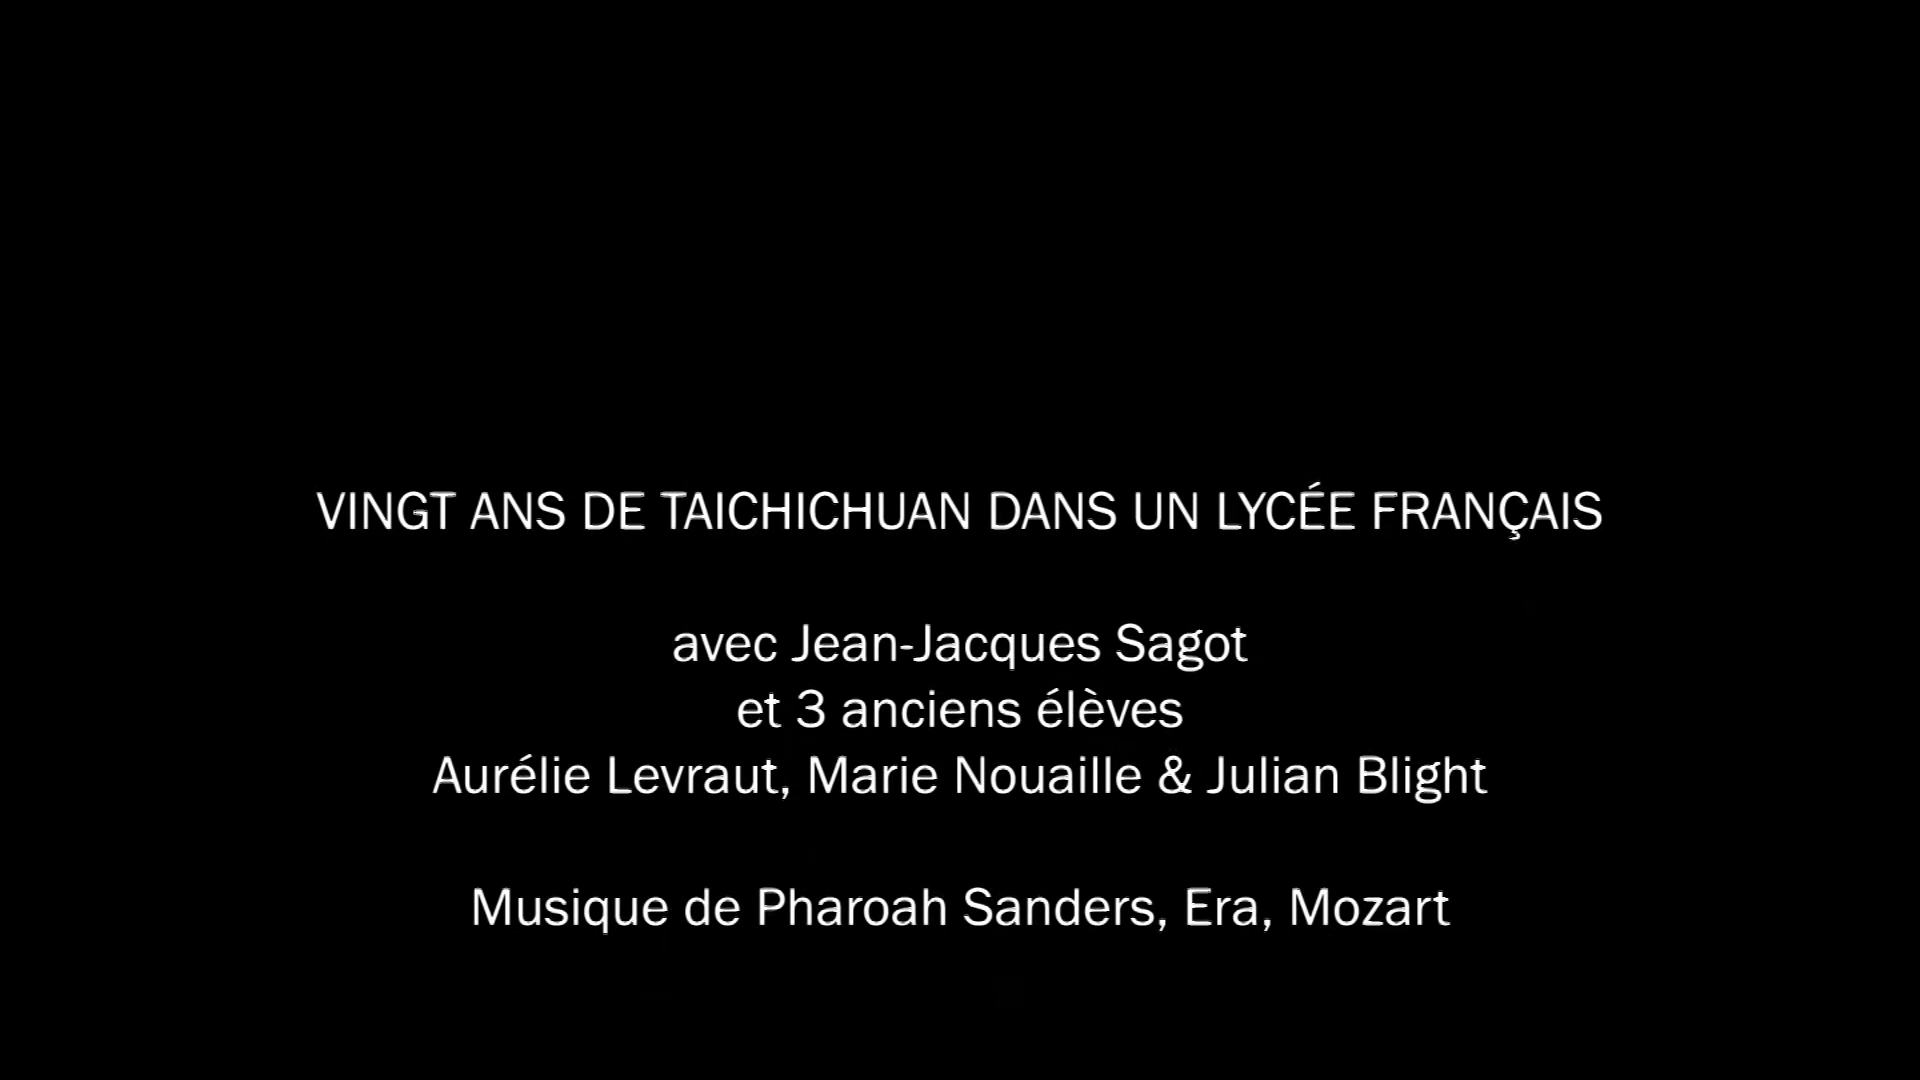 VINGT ANS DE TAICHICHUAN DANS UN LYCÉE FRANÇAIS
avec Jean-Jacques Sagot
et 3 anciens élèves
Aurélie Levraut, Marie Nouaille & Julian Blight
Musique de Pharoah Sanders, Era, Mozart